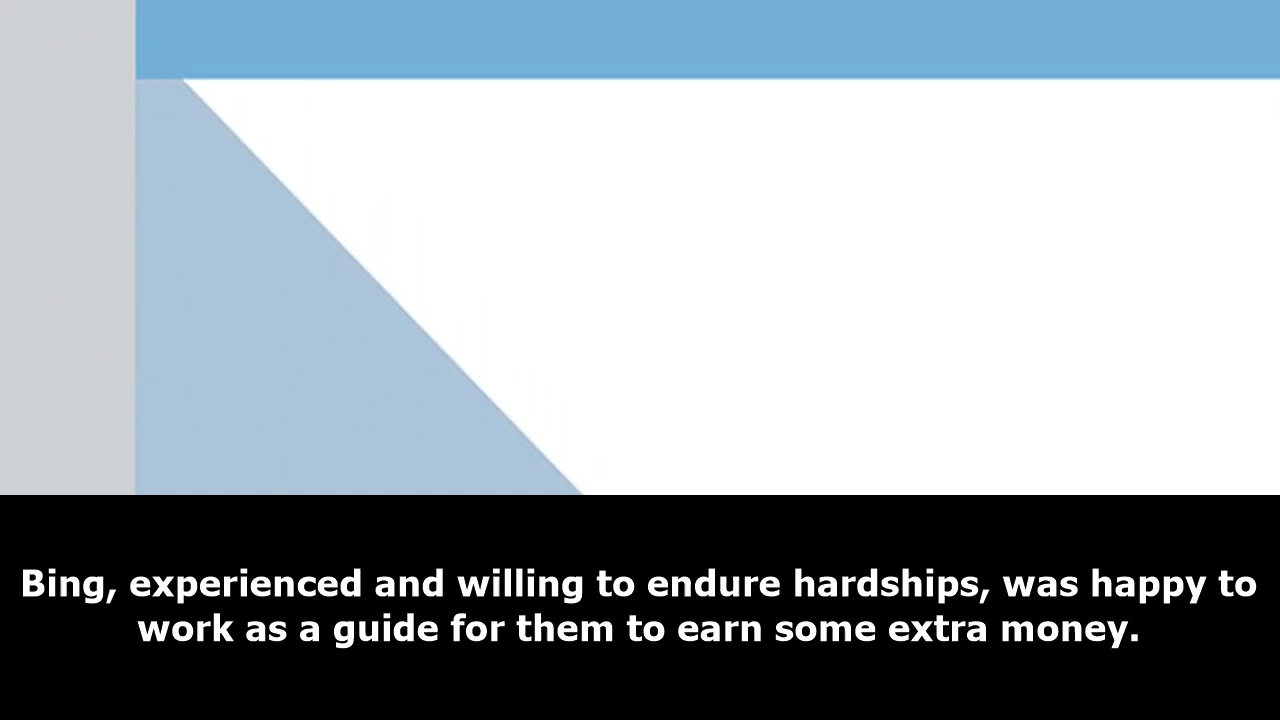 Bing, experienced and willing to endure hardships, was happy to
work as a guide for them to earn some extra money.